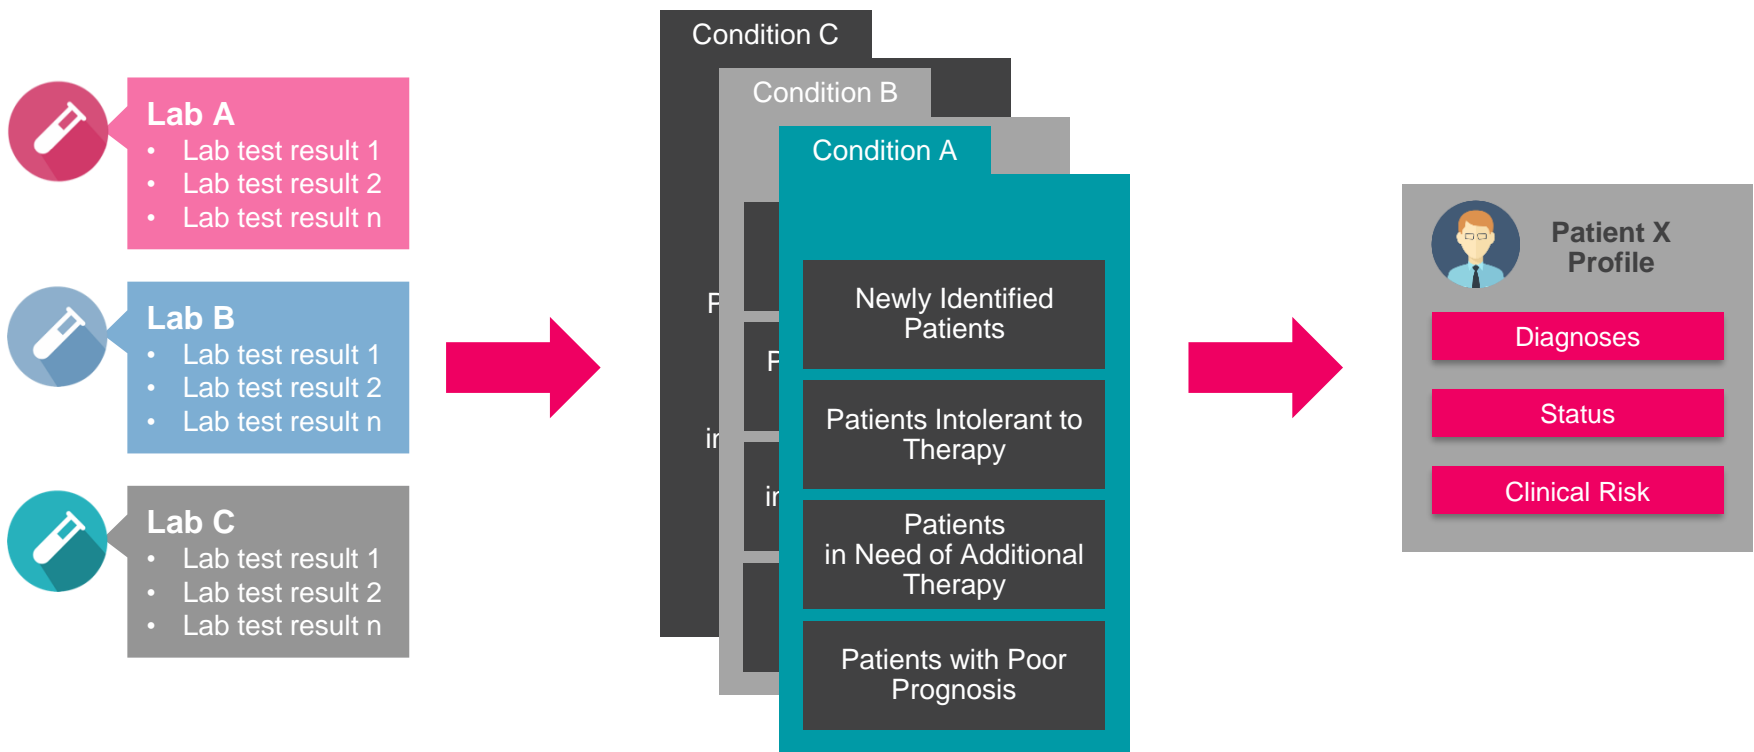 Lab A
• Lab test result 1
• Lab test result 2
• Lab test result n
Lab B
• Lab test result 1
• Lab test result 2
• Lab test result n
Lab C
• Lab test result 1
• Lab test result 2
• Lab test result n
Condition C
Condition B
Condition A
Newly Identified
Patients
Patients Intolerant to
Therapy
Patients
in Need of Additional
Therapy
Patients with Poor
Prognosis
Patient X
Profile
Diagnoses
Status
Clinical Risk